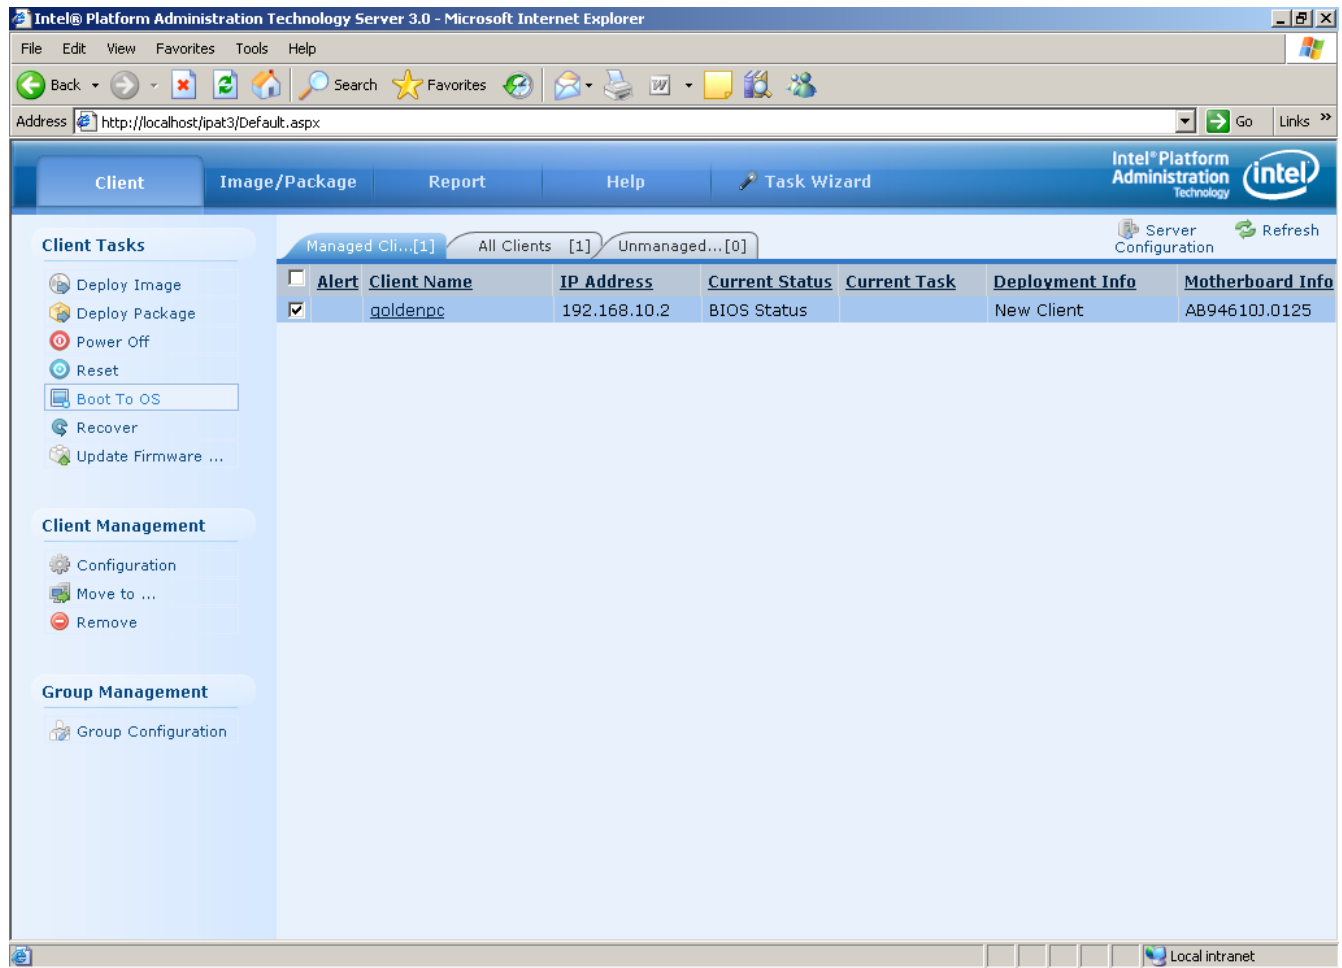 Intel® Platform Administration Technology Server 3.0 - Microsoft Internet Explorer
File Edit View Favorites Tools Help
Back Search Favorites
Address http://localhost/ipat3/Default.aspx Go Links »
Client Image/Package Report Help Task Wizard
Intel® Platform
Administration
Technology
intel
Client Tasks
Deploy Image
Deploy Package
Power Off
Reset
Boot To OS
Recover
Update Firmware ...
Client Management
Configuration
Move to ...
Remove
Group Management
Group Configuration
Managed Cli...[1] All Clients [1] Unmanaged...[0]
Server
Configuration
Refresh
Alert Client Name IP Address Current Status Current Task Deployment Info Motherboard Info
goldenpc 192.168.10.2 BIOS Status New Client AB94610J.0125
Local intranet